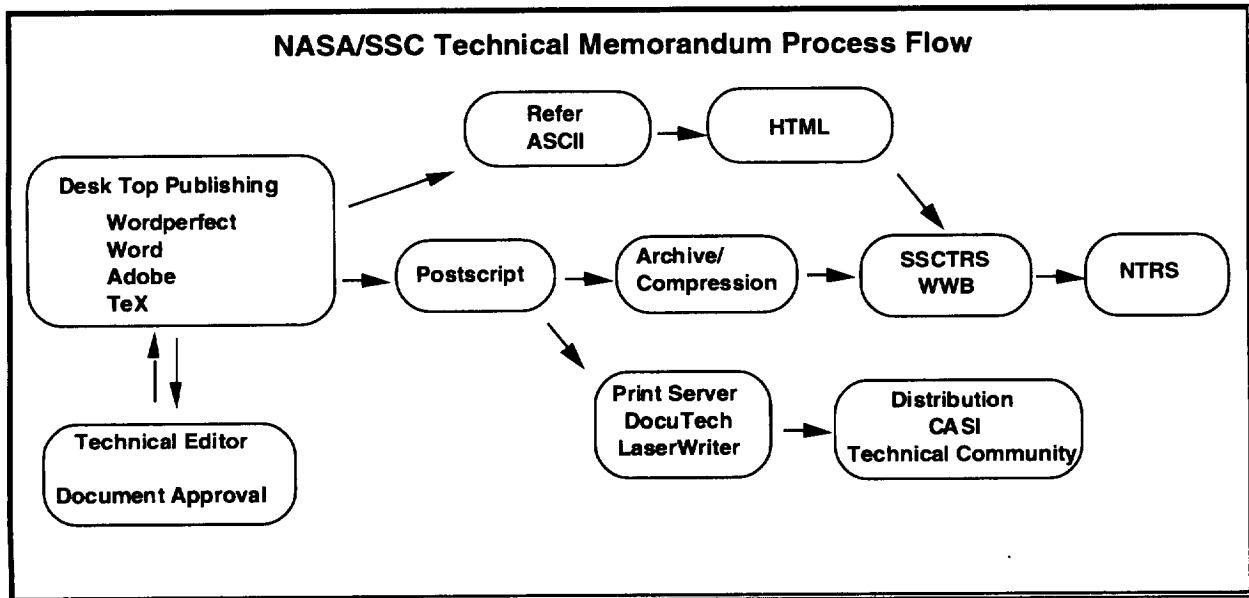 NASA/SSC Technical Memorandum Process Flow
Refer
ASCII
HTML
Desk Top Publishing
Wordperfect
Word
Adobe
TeX
Postscript
Archive/
Compression
SSCTRS
WWB
NTRS
Technical Editor
Document Approval
Print Server
DocuTech
LaserWriter
Distribution
CASI
Technical Community